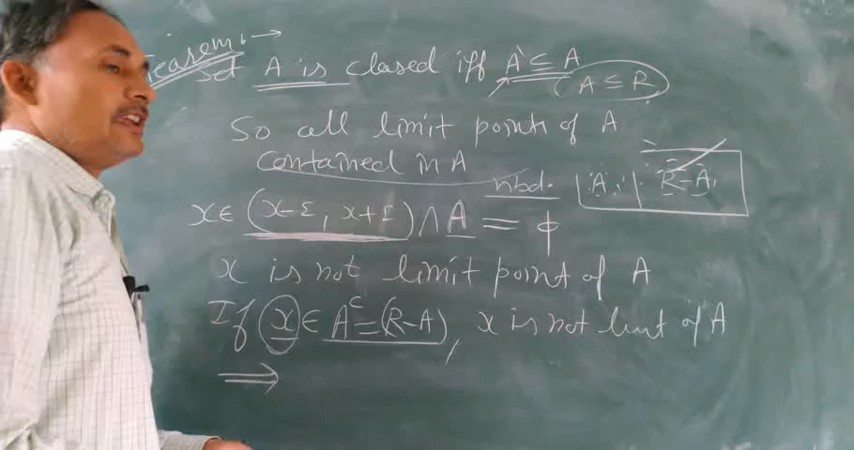 Theorem :→
Set A is closed iff A' ⊆ A
(A ⊆ R)
So all limit points of A
contained in A
nbd. A, R-A,
x ∈ (x-ε, x+ε) ∩ A = ϕ
x is not limit point of A
If x ∈ A^c = (R-A), x is not limit of A
⟹